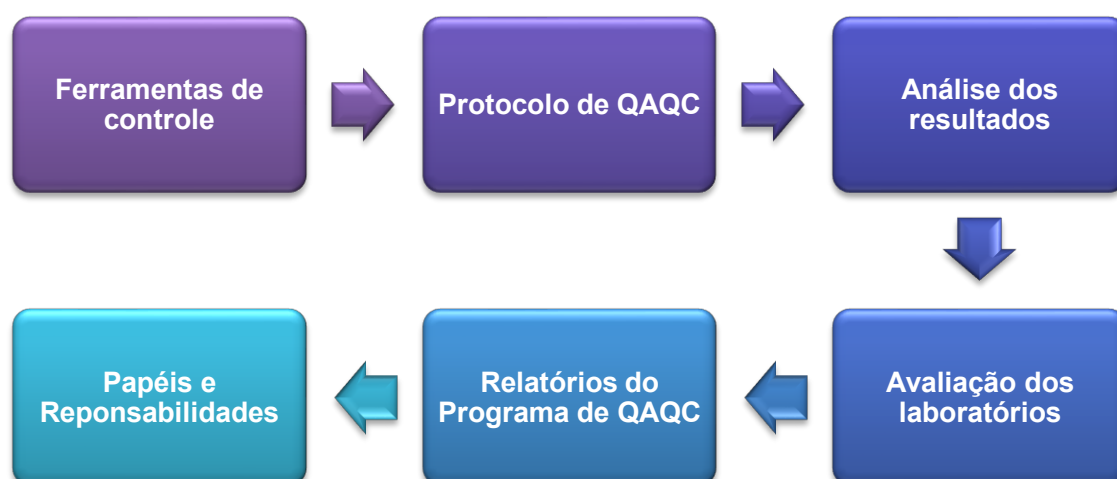 Ferramentas de
controle
Protocolo de QAQC
Análise dos
resultados
Avaliação dos
laboratórios
Relatórios do
Programa de QAQC
Papéis e
Reponsabilidades